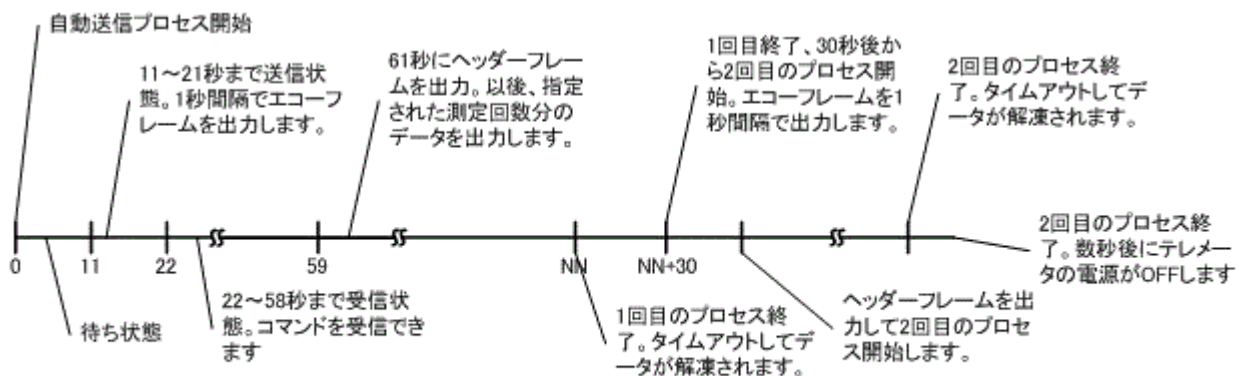 自動送信プロセス開始
11～21秒まで送信状
態。1秒間隔でエコーフ
レームを出力します。
61秒にヘッダーフレー
ムを出力。以後、指定
された測定回数分の
データを出力します。
1回目終了、30秒後か
ら2回目のプロセス開
始。エコーフレームを1
秒間隔で出力します。
2回目のプロセス終
了。タイムアウトしてデ
ータが解凍されます。
2回目のプロセス終
了。数秒後にテレメー
タの電源がOFFします
0
11
22
59
NN
NN+30
待ち状態
22～58秒まで受信状
態。コマンドを受信でき
ます
1回目のプロセス終
了。タイムアウトしてデ
ータが解凍されます。
ヘッダーフレームを出
力して2回目のプロセ
ス開始します。